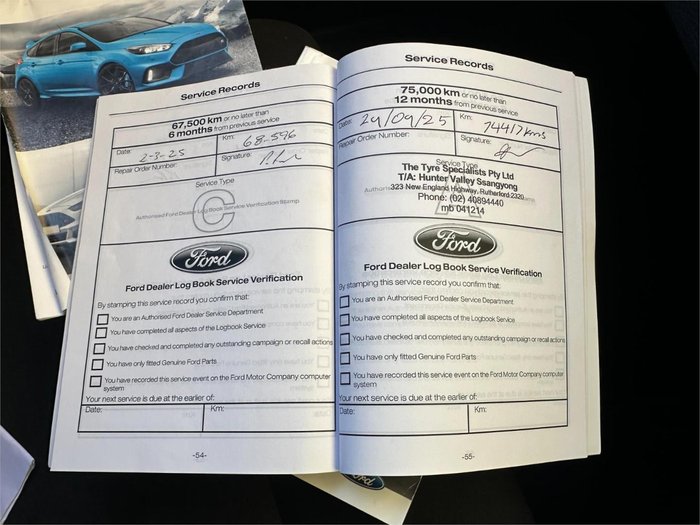 Service Records
67,500 km or no later than
6 months from previous service
Date:
2-3-25
Km:
68.596
Repair Order Number:
Signature:
Service Type
C
Authorised Ford Dealer Log Book Service Verification Stamp
Ford
Ford Dealer Log Book Service Verification
By stamping this service record you confirm that:
You are an Authorised Ford Dealer Service Department
You have completed all aspects of the Logbook Service
You have checked and completed any outstanding campaign or recall actions
You have only fitted Genuine Ford Parts
You have recorded this service event on the Ford Motor Company computer
system
Your next service is due at the earlier of:
Date:
Km:
-54-
Service Records
75,000 km or no later than
12 months from previous service
Date:
29/09/25
Km:
74417 kms
Repair Order Number:
Signature:
Service Type
The Tyre Specialists Pty Ltd
T/A: Hunter Valley Ssangyong
323 New England Highway, Rutherford 2320
Phone: (02) 40894440
mb 041214
Ford
Ford Dealer Log Book Service Verification
By stamping this service record you confirm that:
You are an Authorised Ford Dealer Service Department
You have completed all aspects of the Logbook Service
You have checked and completed any outstanding campaign or recall actions
You have only fitted Genuine Ford Parts
You have recorded this service event on the Ford Motor Company computer
system
Your next service is due at the earlier of:
Date:
Km:
-55-
Ford